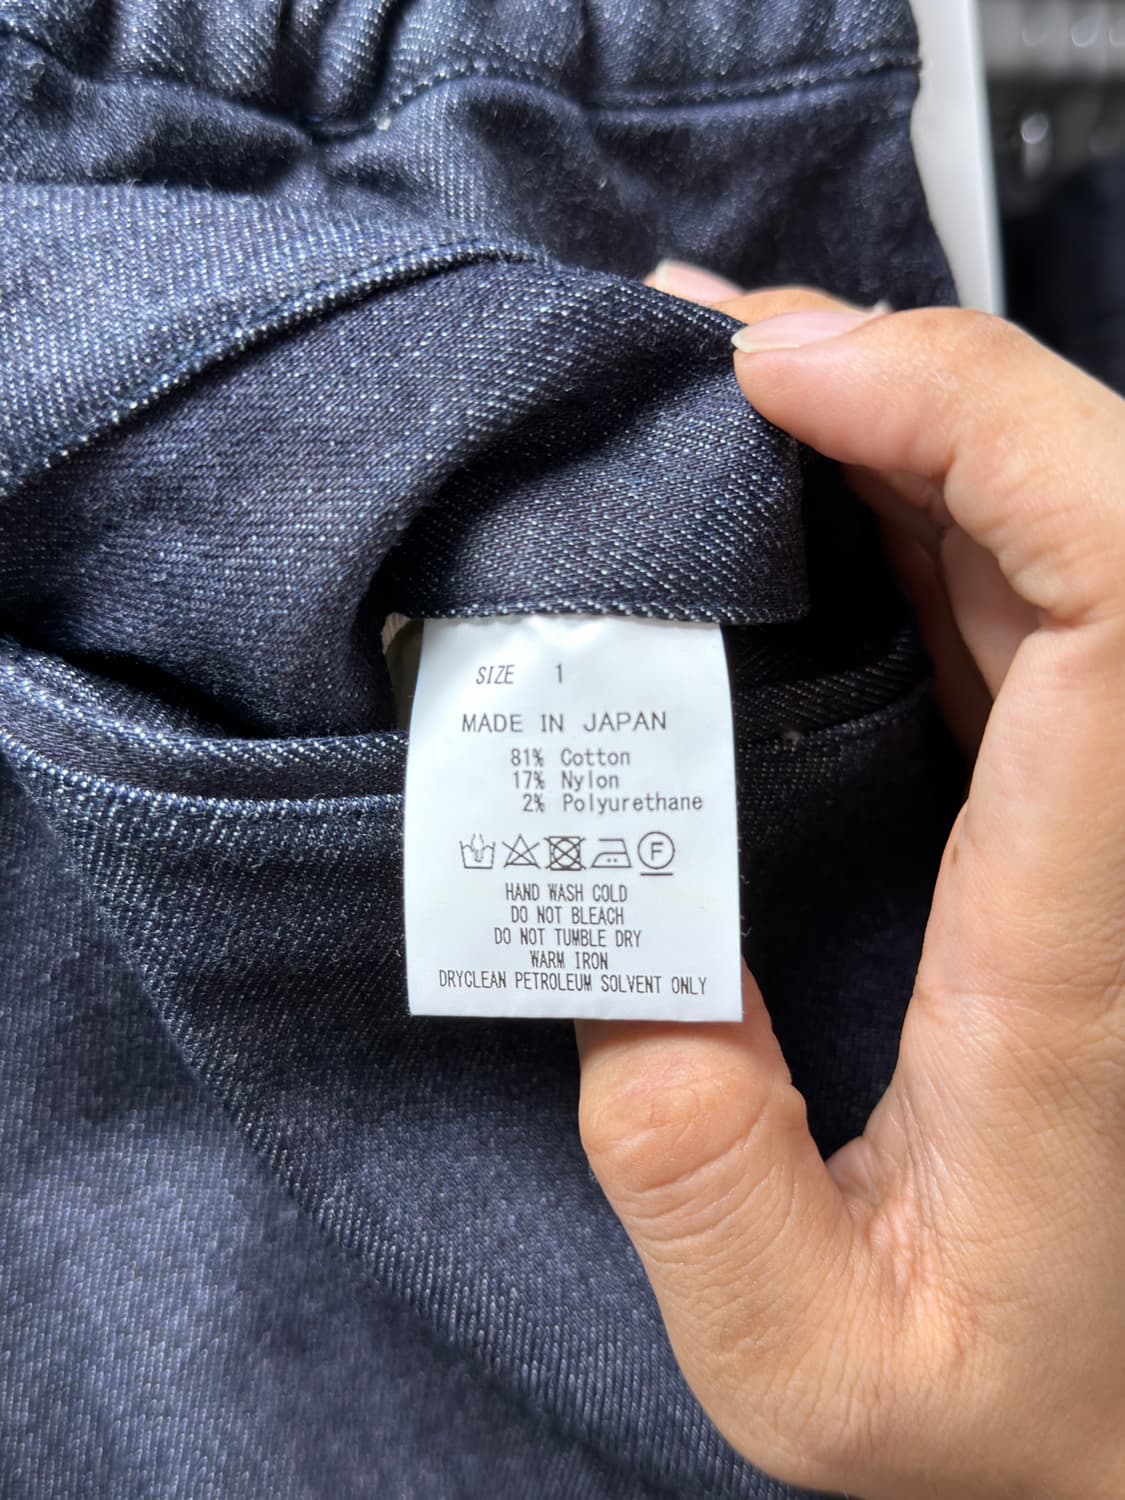 SIZE 1
MADE IN JAPAN
81% Cotton
17% Nylon
2% Polyurethane
F
HAND WASH COLD
DO NOT BLEACH
DO NOT TUMBLE DRY
WARM IRON
DRYCLEAN PETROLEUM SOLVENT ONLY